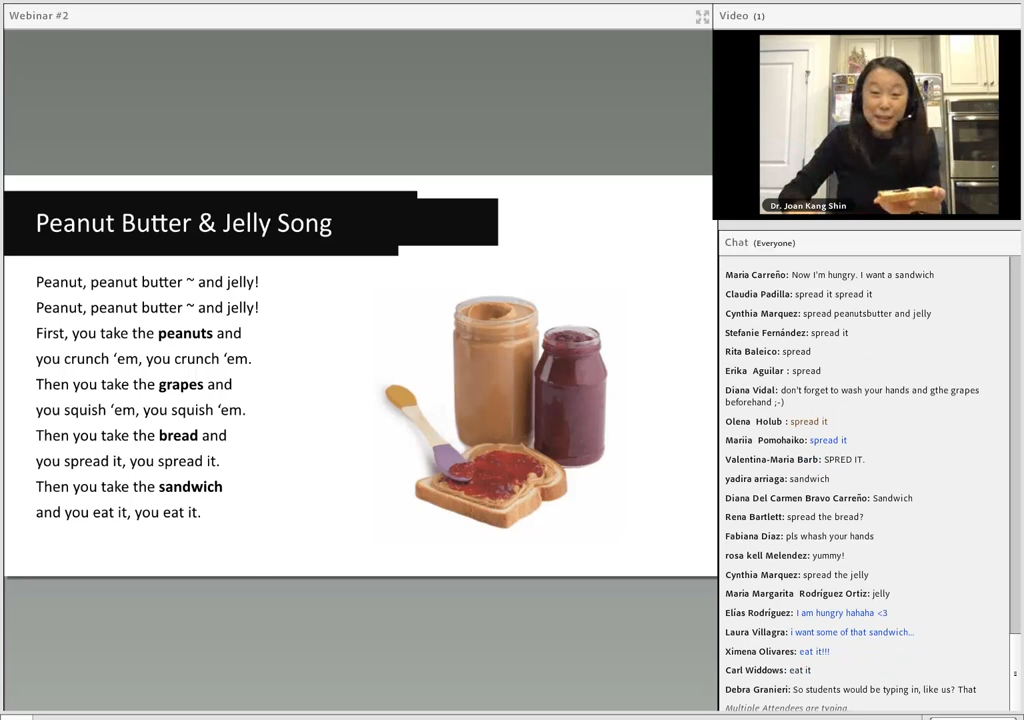 Webinar #2
Peanut Butter & Jelly Song
Peanut, peanut butter ~ and jelly!
Peanut, peanut butter ~ and jelly!
First, you take the peanuts and
you crunch ‘em, you crunch ‘em.
Then you take the grapes and
you squish ‘em, you squish ‘em.
Then you take the bread and
you spread it, you spread it.
Then you take the sandwich
and you eat it, you eat it.
Video (1)
Dr. Joan Kang Shin
Chat (Everyone)
Maria Carreño: Now I'm hungry. I want a sandwich
Claudia Padilla: spread it spread it
Cynthia Marquez: spread peanutsbutter and jelly
Stefanie Fernández: spread it
Rita Baleico: spread
Erika Aguilar : spread
Diana Vidal: don't forget to wash your hands and gthe grapes
beforehand ;-)
Olena Holub : spread it
Mariia Pomohaiko: spread it
Valentina-Maria Barb: SPRED IT.
yadira arriaga: sandwich
Diana Del Carmen Bravo Carreño: Sandwich
Rena Bartlett: spread the bread?
Fabiana Diaz: pls whash your hands
rosa kell Melendez: yummy!
Cynthia Marquez: spread the jelly
Maria Margarita Rodríguez Ortiz: jelly
Elías Rodríguez: I am hungry hahaha <3
Laura Villagra: i want some of that sandwich...
Ximena Olivares: eat it!!!
Carl Widdows: eat it
Debra Granieri: So students would be typing in, like us? That
Multiple Attendees are typing.